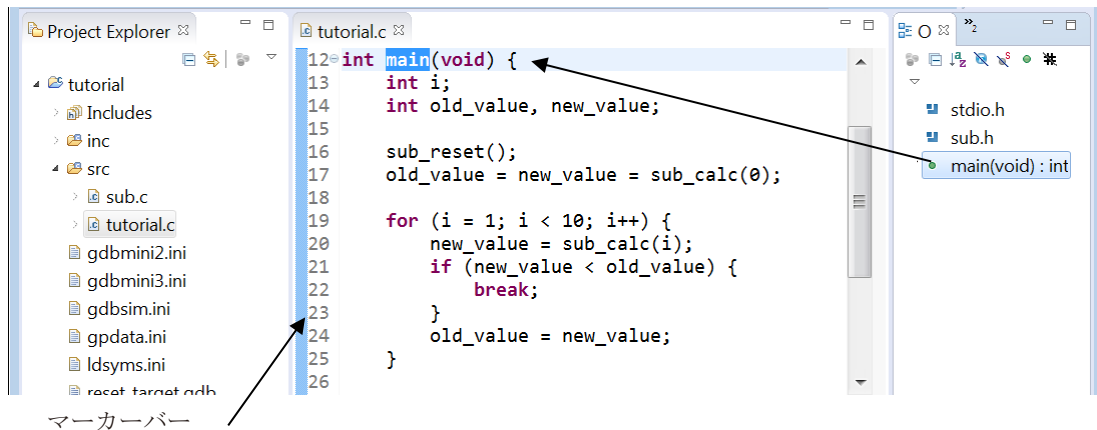 Project Explorer
tutorial
Includes
inc
src
sub.c
tutorial.c
gdbmini2.ini
gdbmini3.ini
gdbsim.ini
gpdata.ini
ldsyms.ini
reset_target.gdb
tutorial.c
12 int main(void) {
13 int i;
14 int old_value, new_value;
15
16 sub_reset();
17 old_value = new_value = sub_calc(0);
18
19 for (i = 1; i < 10; i++) {
20 new_value = sub_calc(i);
21 if (new_value < old_value) {
22 break;
23 }
24 old_value = new_value;
25 }
26
O
»2
stdio.h
sub.h
main(void) : int
マーカーバー